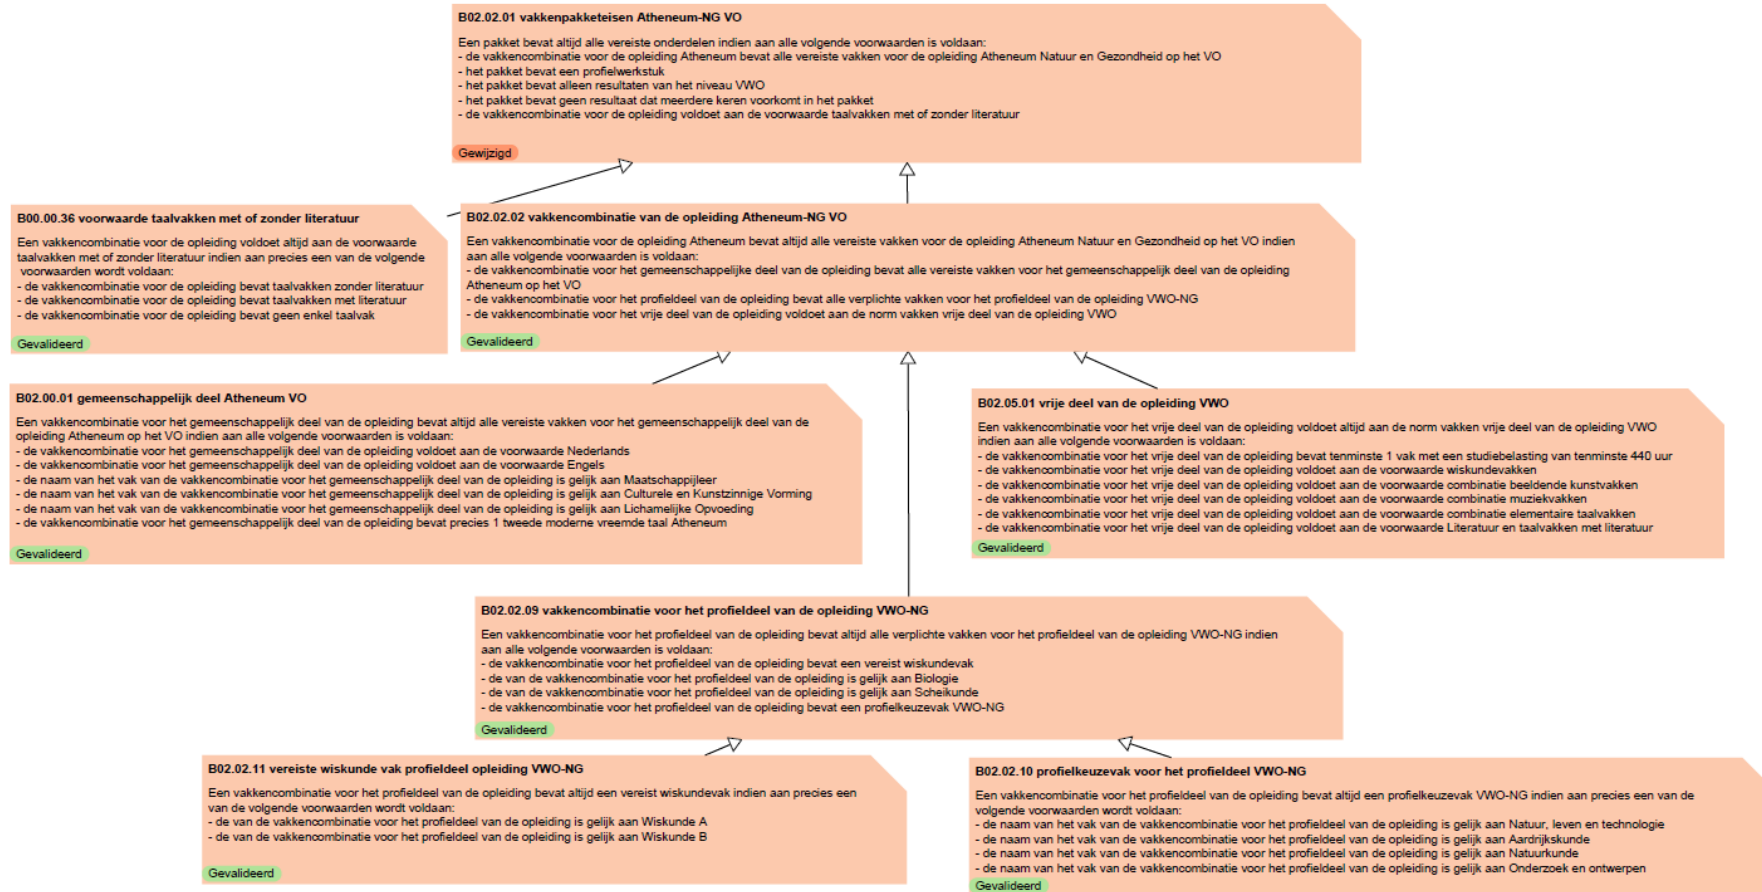 B02.02.01 vakkenpakketeisen Atheneum-NG VO
Een pakket bevat altijd alle vereiste onderdelen indien aan alle volgende voorwaarden is voldaan:
- de vakkencombinatie voor de opleiding Atheneum bevat alle vereiste vakken voor de opleiding Atheneum Natuur en Gezondheid op het VO
- het pakket bevat een profielwerkstuk
- het pakket bevat alleen resultaten van het niveau VWO
- het pakket bevat geen resultaat dat meerdere keren voorkomt in het pakket
- de vakkencombinatie voor de opleiding voldoet aan de voorwaarde taalvakken met of zonder literatuur
Gewijzigd
B00.00.36 voorwaarde taalvakken met of zonder literatuur
Een vakkencombinatie voor de opleiding voldoet altijd aan de voorwaarde
taalvakken met of zonder literatuur indien aan precies een van de volgende
voorwaarden wordt voldaan:
- de vakkencombinatie voor de opleiding bevat taalvakken zonder literatuur
- de vakkencombinatie voor de opleiding bevat taalvakken met literatuur
- de vakkencombinatie voor de opleiding bevat geen enkel taalvak
Gevalideerd
B02.02.02 vakkencombinatie van de opleiding Atheneum-NG VO
Een vakkencombinatie voor de opleiding Atheneum bevat altijd alle vereiste vakken voor de opleiding Atheneum Natuur en Gezondheid op het VO indien
aan alle volgende voorwaarden is voldaan:
- de vakkencombinatie voor het gemeenschappelijke deel van de opleiding bevat alle vereiste vakken voor het gemeenschappelijk deel van de opleiding
Atheneum op het VO
- de vakkencombinatie voor het profieldeel van de opleiding bevat alle verplichte vakken voor het profieldeel van de opleiding VWO-NG
- de vakkencombinatie voor het vrije deel van de opleiding voldoet aan de norm vakken vrije deel van de opleiding VWO
Gevalideerd
B02.00.01 gemeenschappelijk deel Atheneum VO
Een vakkencombinatie voor het gemeenschappelijk deel van de opleiding bevat altijd alle vereiste vakken voor het gemeenschappelijk deel van de
opleiding Atheneum op het VO indien aan alle volgende voorwaarden is voldaan:
- de vakkencombinatie voor het gemeenschappelijk deel van de opleiding voldoet aan de voorwaarde Nederlands
- de vakkencombinatie voor het gemeenschappelijk deel van de opleiding voldoet aan de voorwaarde Engels
- de naam van het vak van de vakkencombinatie voor het gemeenschappelijk deel van de opleiding is gelijk aan Maatschappijleer
- de naam van het vak van de vakkencombinatie voor het gemeenschappelijk deel van de opleiding is gelijk aan Culturele en Kunstzinnige Vorming
- de naam van het vak van de vakkencombinatie voor het gemeenschappelijk deel van de opleiding is gelijk aan Lichamelijke Opvoeding
- de vakkencombinatie voor het gemeenschappelijk deel van de opleiding bevat precies 1 tweede moderne vreemde taal Atheneum
Gevalideerd
B02.05.01 vrije deel van de opleiding VWO
Een vakkencombinatie voor het vrije deel van de opleiding voldoet altijd aan de norm vakken vrije deel van de opleiding VWO
indien aan alle volgende voorwaarden is voldaan:
- de vakkencombinatie voor het vrije deel van de opleiding bevat tenminste 1 vak met een studiebelasting van tenminste 440 uur
- de vakkencombinatie voor het vrije deel van de opleiding voldoet aan de voorwaarde wiskundevakken
- de vakkencombinatie voor het vrije deel van de opleiding voldoet aan de voorwaarde combinatie beeldende kunstvakken
- de vakkencombinatie voor het vrije deel van de opleiding voldoet aan de voorwaarde combinatie muziekvakken
- de vakkencombinatie voor het vrije deel van de opleiding voldoet aan de voorwaarde combinatie elementaire taalvakken
- de vakkencombinatie voor het vrije deel van de opleiding voldoet aan de voorwaarde Literatuur en taalvakken met literatuur
Gevalideerd
B02.02.09 vakkencombinatie voor het profieldeel van de opleiding VWO-NG
Een vakkencombinatie voor het profieldeel van de opleiding bevat altijd alle verplichte vakken voor het profieldeel van de opleiding VWO-NG indien
aan alle volgende voorwaarden is voldaan:
- de vakkencombinatie voor het profieldeel van de opleiding bevat een vereist wiskundevak
- de van de vakkencombinatie voor het profieldeel van de opleiding is gelijk aan Biologie
- de van de vakkencombinatie voor het profieldeel van de opleiding is gelijk aan Scheikunde
- de vakkencombinatie voor het profieldeel van de opleiding bevat een profielkeuzevak VWO-NG
Gevalideerd
B02.02.11 vereiste wiskunde vak profieldeel opleiding VWO-NG
Een vakkencombinatie voor het profieldeel van de opleiding bevat altijd een vereist wiskundevak indien aan precies een
van de volgende voorwaarden wordt voldaan:
- de van de vakkencombinatie voor het profieldeel van de opleiding is gelijk aan Wiskunde A
- de van de vakkencombinatie voor het profieldeel van de opleiding is gelijk aan Wiskunde B
Gevalideerd
B02.02.10 profielkeuzevak voor het profieldeel VWO-NG
Een vakkencombinatie voor het profieldeel van de opleiding bevat altijd een profielkeuzevak VWO-NG indien aan precies een van de
volgende voorwaarden wordt voldaan:
- de naam van het vak van de vakkencombinatie voor het profieldeel van de opleiding is gelijk aan Natuur, leven en technologie
- de naam van het vak van de vakkencombinatie voor het profieldeel van de opleiding is gelijk aan Aardrijkskunde
- de naam van het vak van de vakkencombinatie voor het profieldeel van de opleiding is gelijk aan Natuurkunde
- de naam van het vak van de vakkencombinatie voor het profieldeel van de opleiding is gelijk aan Onderzoek en ontwerpen
Gevalideerd